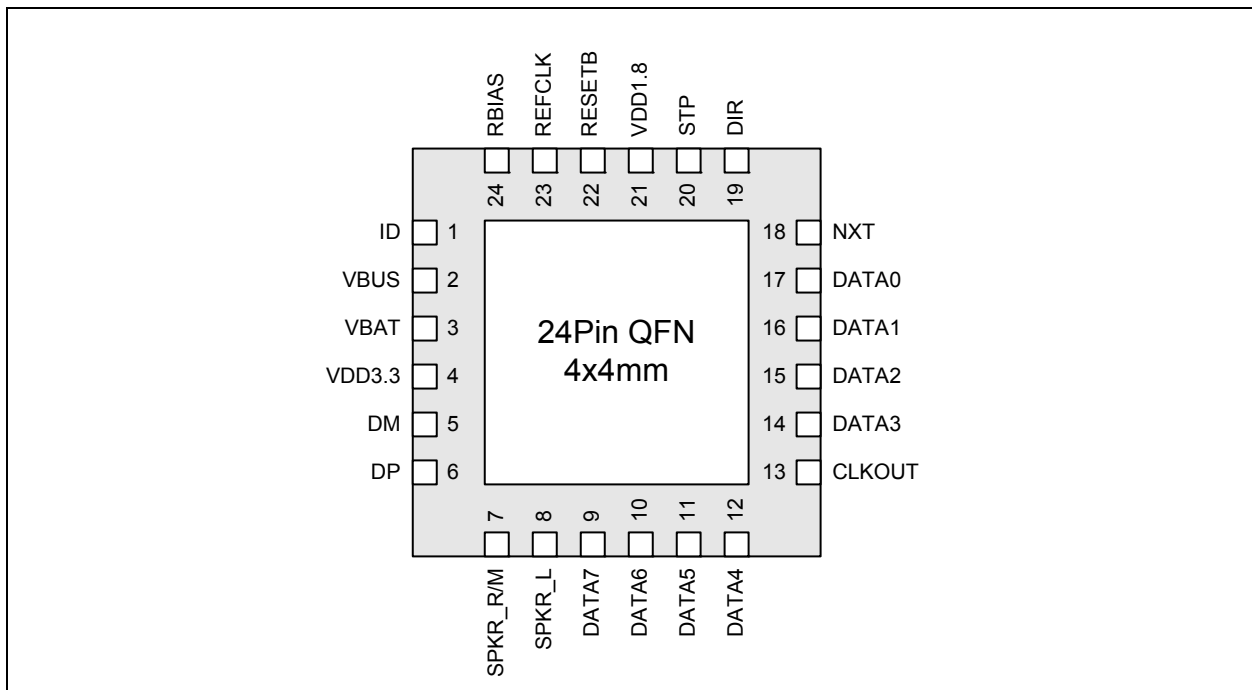 RBIAS
REFCLK
RESETB
VDD1.8
STP
DIR
24
23
22
21
20
19
ID 1
VBUS 2
VBAT 3
VDD3.3 4
DM 5
DP 6
24Pin QFN
4x4mm
18 NXT
17 DATA0
16 DATA1
15 DATA2
14 DATA3
13 CLKOUT
7
8
9
10
11
12
SPKR_R/M
SPKR_L
DATA7
DATA6
DATA5
DATA4